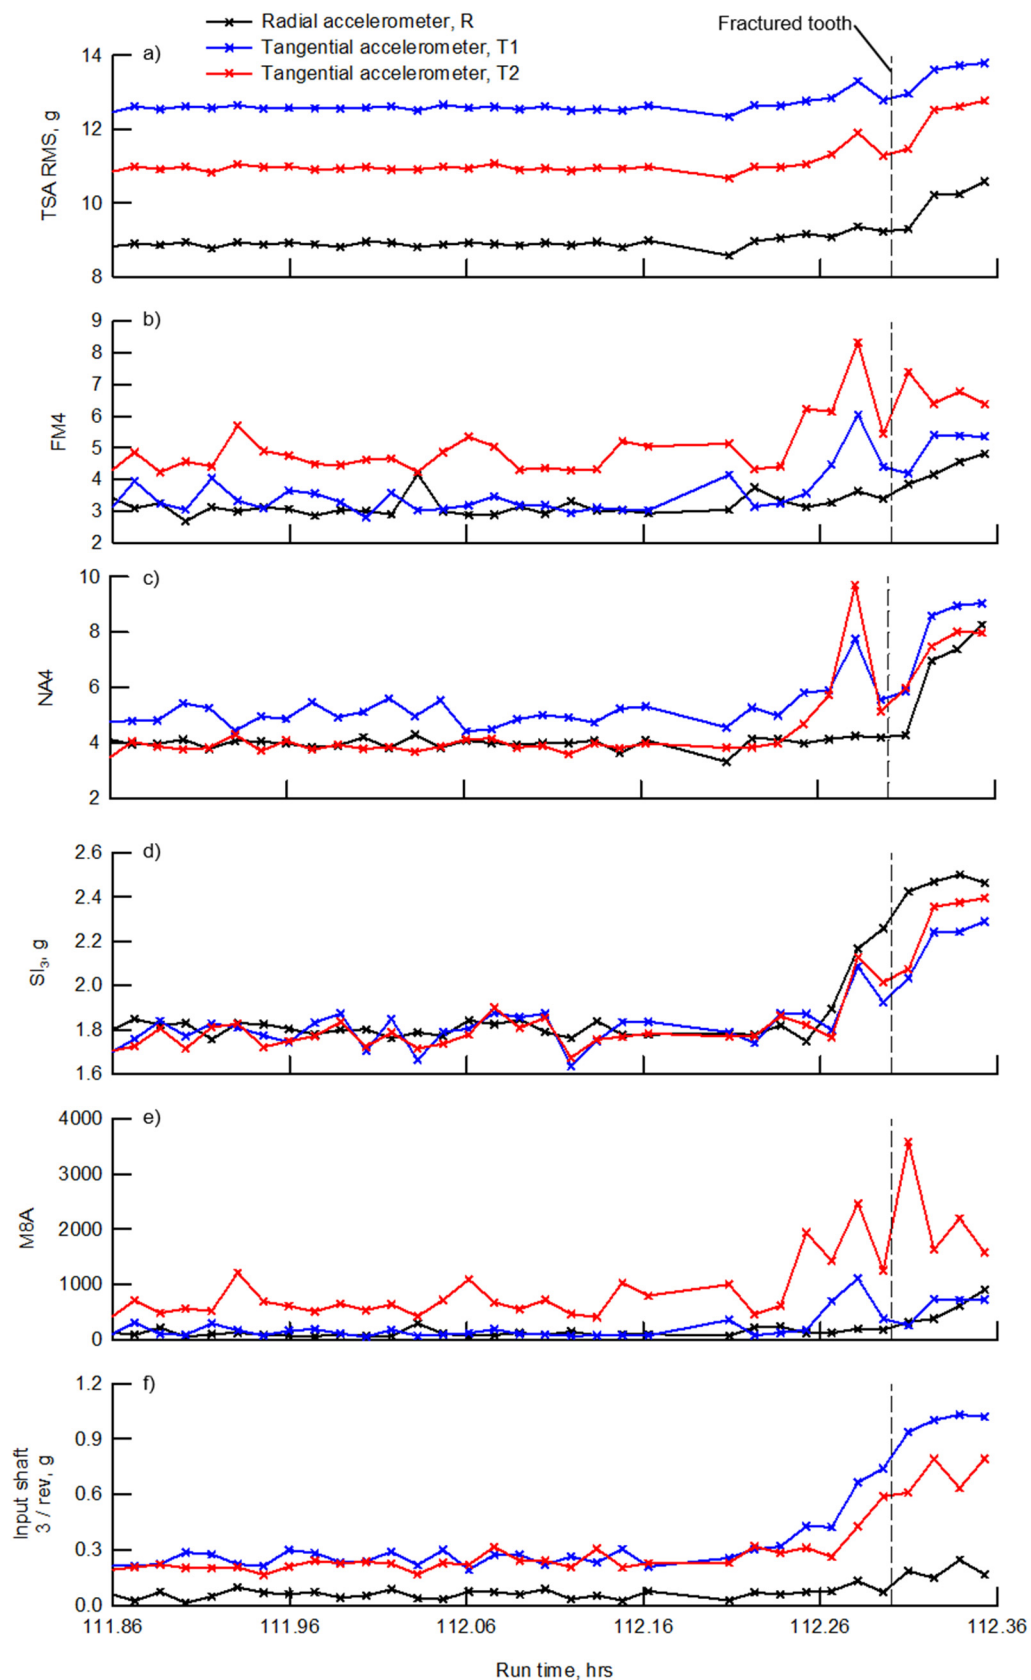 Radial accelerometer, R
Tangential accelerometer, T1
Tangential accelerometer, T2
Fractured tooth
a)
14
12
10
8
TSA RMS, g
b)
9
8
7
6
5
4
3
2
FM4
c)
10
8
6
4
2
NA4
d)
2.6
2.4
2.2
2.0
1.8
1.6
SI₃, g
e)
4000
3000
2000
1000
0
M8A
f)
1.2
0.9
0.6
0.3
0.0
Input shaft
3 / rev, g
111.86 111.96 112.06 112.16 112.26 112.36
Run time, hrs